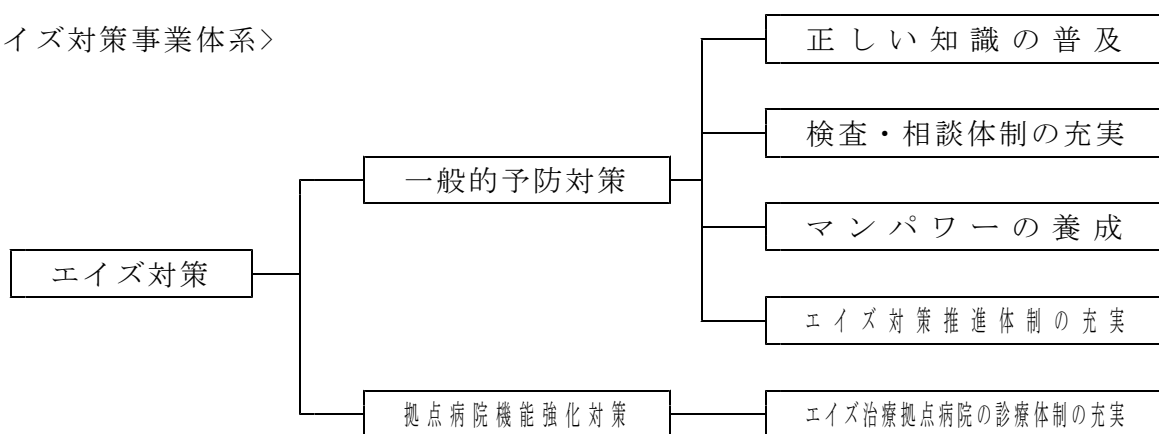 イズ対策事業体系>
正しい知識の普及
検査・相談体制の充実
一般的予防対策
マンパワーの養成
エイズ対策
エイズ対策推進体制の充実
拠点病院機能強化対策
エイズ治療拠点病院の診療体制の充実